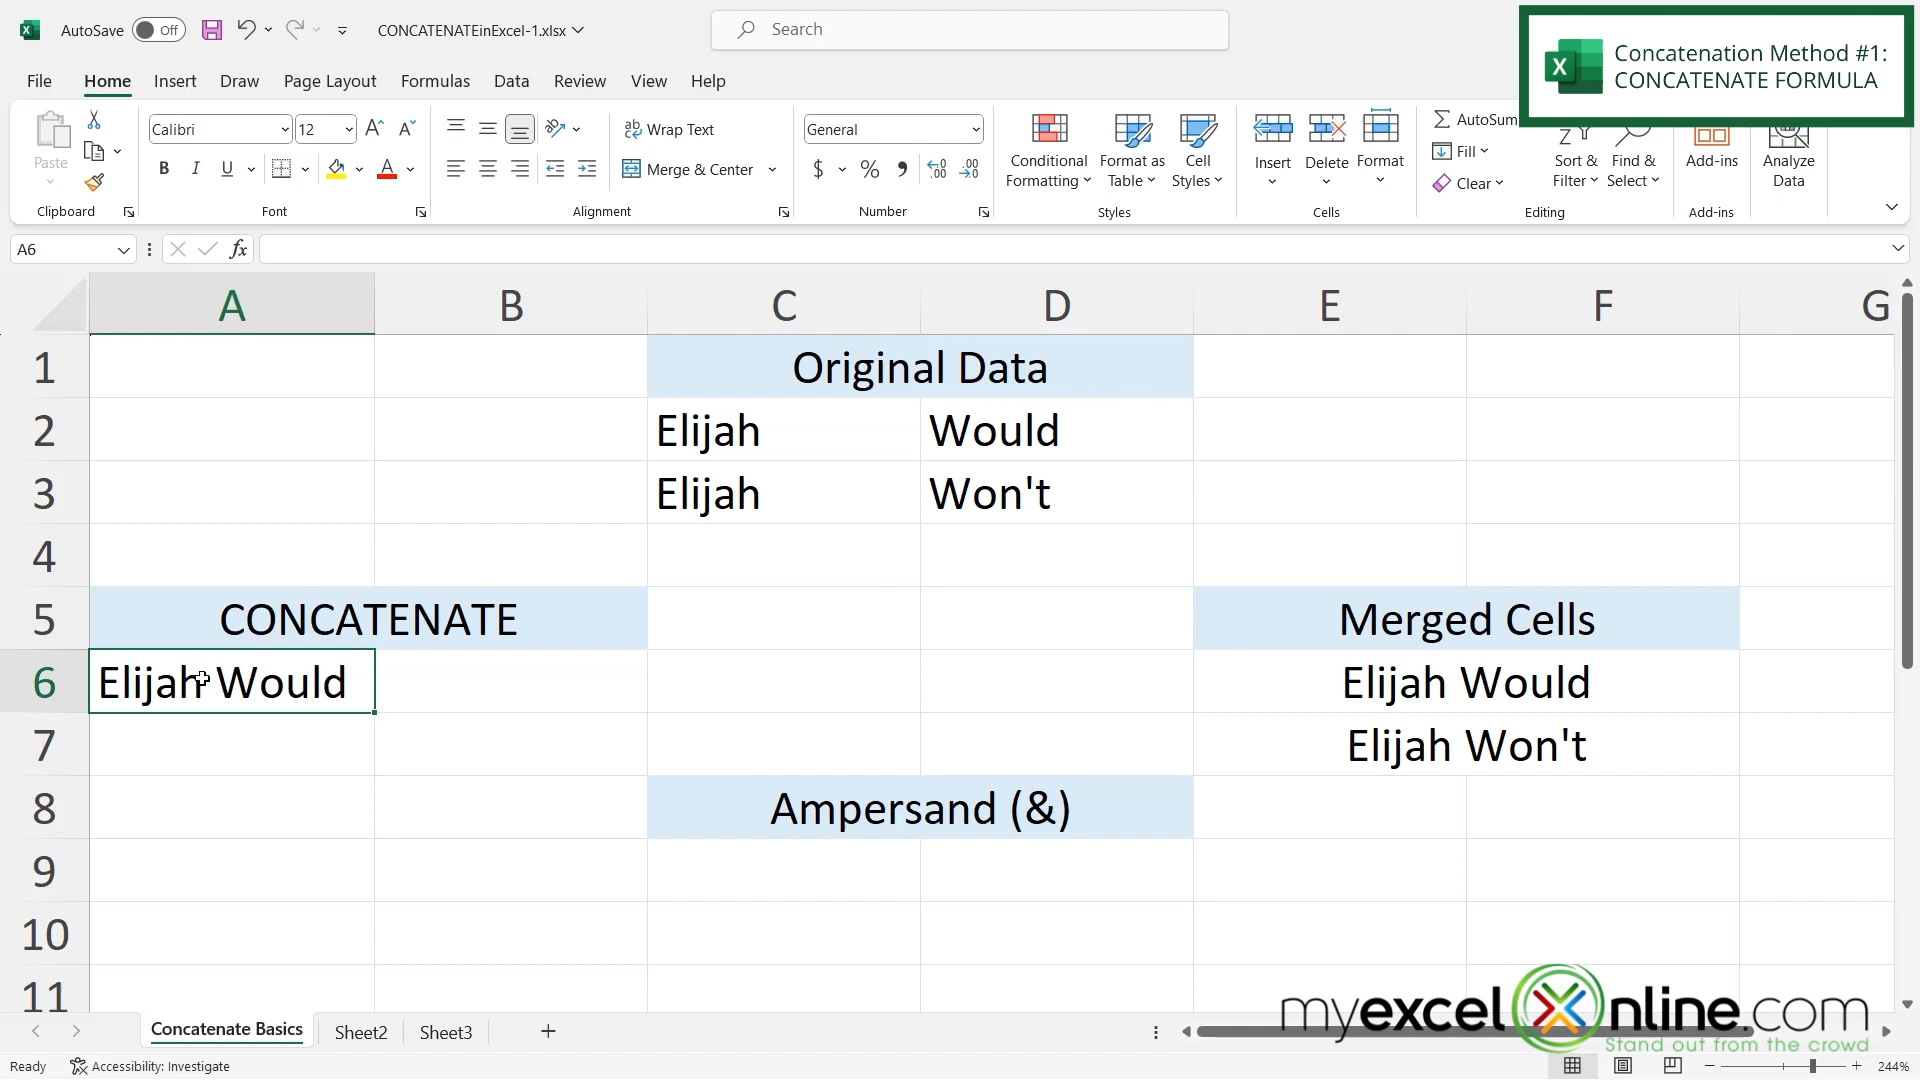 AutoSave Off CONCATENATEinExcel-1.xlsx Search
Concatenation Method #1:
CONCATENATE FORMULA
File Home Insert Draw Page Layout Formulas Data Review View Help
Paste
Clipboard
Calibri 12
B I U A
Font
Wrap Text
Merge & Center
Alignment
General
$ %
Number
Conditional Formatting
Format as Table
Cell Styles
Styles
Insert
Delete
Format
Cells
AutoSum
Fill
Clear
Sort & Filter
Find & Select
Editing
Add-ins
Add-ins
Analyze Data
A6 fx
A B C D E F G
1 Original Data
2 Elijah Would
3 Elijah Won't
4
5 CONCATENATE Merged Cells
6 Elijah Would Elijah Would
7 Elijah Won't
8 Ampersand (&)
9
10
11
myexcelonline.com
Stand out from the crowd
Concatenate Basics Sheet2 Sheet3
Ready Accessibility: Investigate 244%